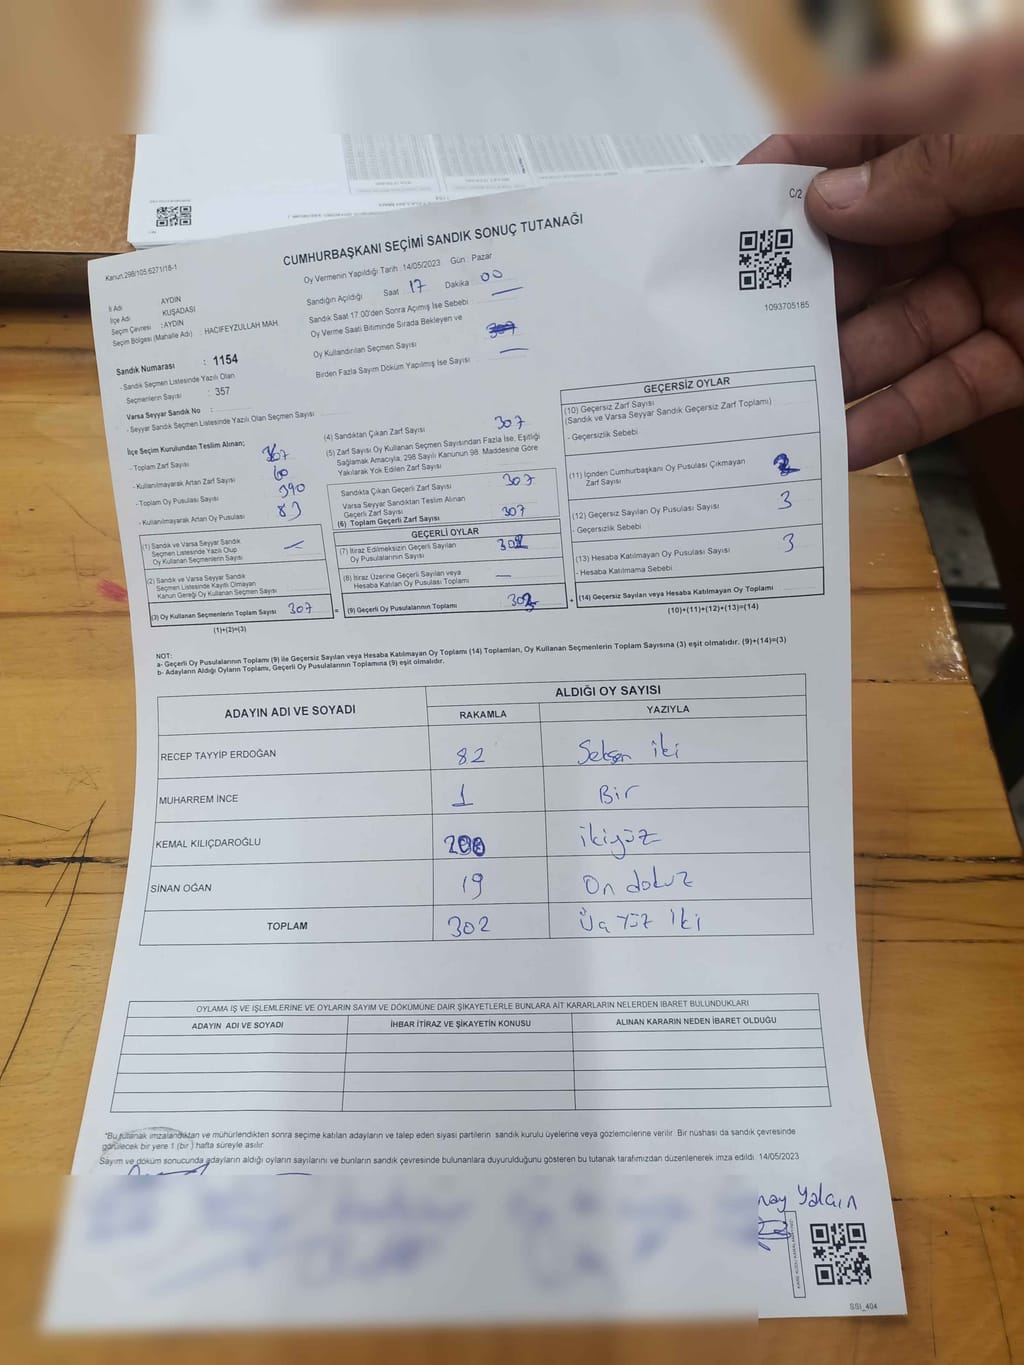 C/2
Kanun 298/105;6271/18-1
CUMHURBAŞKANI SEÇİMİ SANDIK SONUÇ TUTANAĞI
Oy Vermenin Yapıldığı Tarih : 14/05/2023 Gün : Pazar
1093705185
İl Adı AYDIN
İlçe Adı KUŞADASI
Seçim Çevresi : AYDIN
Seçim Bölgesi (Mahalle Adı) : HACIFEYZULLAH MAH.
Sandık Numarası : 1154
- Sandık Seçmen Listesinde Yazılı Olan
Seçmenlerin Sayısı : 357
Varsa Seyyar Sandık No :
- Seyyar Sandık Seçmen Listesinde Yazılı Olan Seçmen Sayısı :
Sandığın Açıldığı Saat 17 Dakika 00
Sandık Saat 17:00'den Sonra Açımış İse Sebebi : —
Oy Verme Saati Bitiminde Sırada Bekleyen ve
Oy Kullandırılan Seçmen Sayısı
Birden Fazla Sayım Döküm Yapılmış İse Sayısı : —
İlçe Seçim Kurulundan Teslim Alınan;
- Toplam Zarf Sayısı 367
- Kullanılmayarak Artan Zarf Sayısı 60
- Toplam Oy Pusulası Sayısı 390
- Kullanılmayarak Artan Oy Pusulası 83
(1) Sandık ve Varsa Seyyar Sandık
Seçmen Listesinde Yazılı Olup
Oy Kullanan Seçmenlerin Sayısı —
(2) Sandık ve Varsa Seyyar Sandık
Seçmen Listesinde Kayıtlı Olmayan
Kanun Gereği Oy Kullanan Seçmen Sayısı
(3) Oy Kullanan Seçmenlerin Toplam Sayısı 307
(1)+(2)=(3)
(4) Sandıktan Çıkan Zarf Sayısı 307
(5) Zarf Sayısı Oy Kullanan Seçmen Sayısından Fazla İse, Eşitliği
Sağlamak Amacıyla, 298 Sayılı Kanunun 98. Maddesine Göre
Yakılarak Yok Edilen Zarf Sayısı
Sandıkta Çıkan Geçerli Zarf Sayısı : 307
Varsa Seyyar Sandıktan Teslim Alınan
Geçerli Zarf Sayısı
(6) Toplam Geçerli Zarf Sayısı 307
GEÇERLİ OYLAR
(7) İtiraz Edilmeksizin Geçerli Sayılan
Oy Pusulalarının Sayısı 302
(8) İtiraz Üzerine Geçerli Sayılan veya
Hesaba Katılan Oy Pusulası Toplamı —
= (9) Geçerli Oy Pusulalarının Toplamı 302
GEÇERSİZ OYLAR
(10) Geçersiz Zarf Sayısı
(Sandık ve Varsa Seyyar Sandık Geçersiz Zarf Toplamı)
- Geçersizlik Sebebi
(11) İçinden Cumhurbaşkanı Oy Pusulası Çıkmayan
Zarf Sayısı 2
(12) Geçersiz Sayılan Oy Pusulası Sayısı 3
- Geçersizlik Sebebi
(13) Hesaba Katılmayan Oy Pusulası Sayısı 3
- Hesaba Katılmama Sebebi
+ (14) Geçersiz Sayılan veya Hesaba Katılmayan Oy Toplamı
(10)+(11)+(12)+(13)=(14)
NOT:
a- Geçerli Oy Pusulalarının Toplamı (9) ile Geçersiz Sayılan veya Hesaba Katılmayan Oy Toplamı (14) Toplamları, Oy Kullanan Seçmenlerin Toplam Sayısına (3) eşit olmalıdır. (9)+(14)=(3)
b- Adayların Aldığı Oyların Toplamı, Geçerli Oy Pusulalarının Toplamına (9) eşit olmalıdır.
ADAYIN ADI VE SOYADI ALDIĞI OY SAYISI
RAKAMLA YAZIYLA
RECEP TAYYİP ERDOĞAN 82 Seksen iki
MUHARREM İNCE 1 Bir
KEMAL KILIÇDAROĞLU 200 ikiyüz
SİNAN OĞAN 19 On dokuz
TOPLAM 302 Üç Yüz İki
OYLAMA İŞ VE İŞLEMLERİNE VE OYLARIN SAYIM VE DÖKÜMÜNE DAİR ŞİKAYETLERLE BUNLARA AİT KARARLARIN NELERDEN İBARET BULUNDUKLARI
ADAYIN ADI VE SOYADI İHBAR İTİRAZ VE ŞİKAYETİN KONUSU ALINAN KARARIN NEDEN İBARET OLDUĞU
*Bu tutanak imzalandıktan ve mühürlendikten sonra seçime katılan adayların ve talep eden siyasi partilerin sandık kurulu üyelerine veya gözlemcilerine verilir. Bir nüshası da sandık çevresinde
görülecek bir yere 1 (bir ) hafta süreyle asılır.
Sayım ve döküm sonucunda adayların aldığı oyların sayılarını ve bunların sandık çevresinde bulunanlara duyurulduğunu gösteren bu tutanak tarafımızdan düzenlenerek imza edildi. 14/05/2023
nay Yalçın
SSI_404